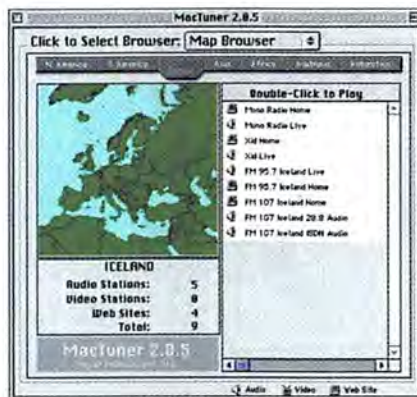 MacTuner 2.0.5
Click to Select Browser: Map Browser
N. America S. America Asia Africa Antarctica
Double-Click to Play
Mono Radio Home
Mono Radio Live
Xid Home
Xid Live
FM 95.7 Iceland Live
FM 95.7 Iceland Home
FM 107 Iceland Home
FM 107 Iceland 28.8 Audio
FM 107 Iceland ISDN Audio
ICELAND
Audio Stations: 5
Video Stations: 0
Web Sites: 4
Total: 9
MacTuner 2.0.5
Audio Video Web Site